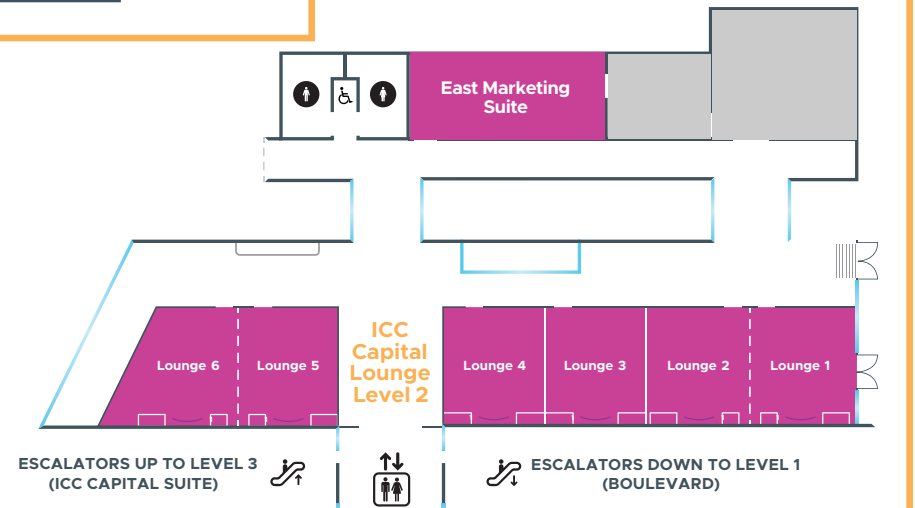 East Marketing
Suite
ICC
Capital
Lounge
Level 2
Lounge 6
Lounge 5
Lounge 4
Lounge 3
Lounge 2
Lounge 1
ESCALATORS UP TO LEVEL 3
(ICC CAPITAL SUITE)
ESCALATORS DOWN TO LEVEL 1
(BOULEVARD)